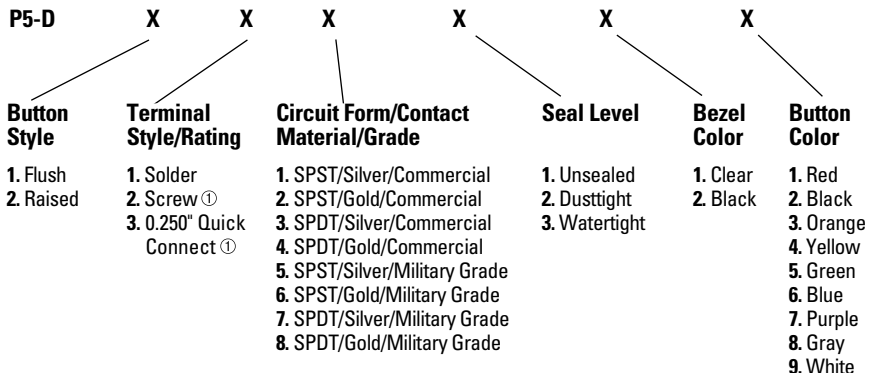 P5-D X X X X X X
Button Style
1. Flush
2. Raised
Terminal Style/Rating
1. Solder
2. Screw ①
3. 0.250" Quick
Connect ①
Circuit Form/Contact
Material/Grade
1. SPST/Silver/Commercial
2. SPST/Gold/Commercial
3. SPDT/Silver/Commercial
4. SPDT/Gold/Commercial
5. SPST/Silver/Military Grade
6. SPST/Gold/Military Grade
7. SPDT/Silver/Military Grade
8. SPDT/Gold/Military Grade
Seal Level
1. Unsealed
2. Dusttight
3. Watertight
Bezel
Color
1. Clear
2. Black
Button
Color
1. Red
2. Black
3. Orange
4. Yellow
5. Green
6. Blue
7. Purple
8. Gray
9. White